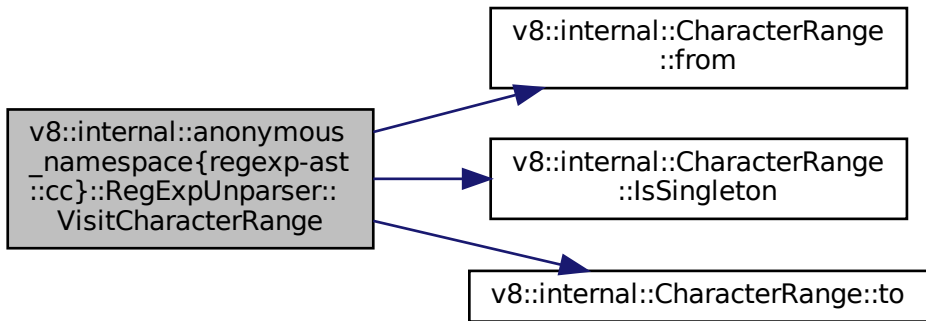 v8::internal::anonymous
_namespace{regexp-ast
::cc}::RegExpUnparser::
VisitCharacterRange
v8::internal::CharacterRange
::from
v8::internal::CharacterRange
::IsSingleton
v8::internal::CharacterRange::to